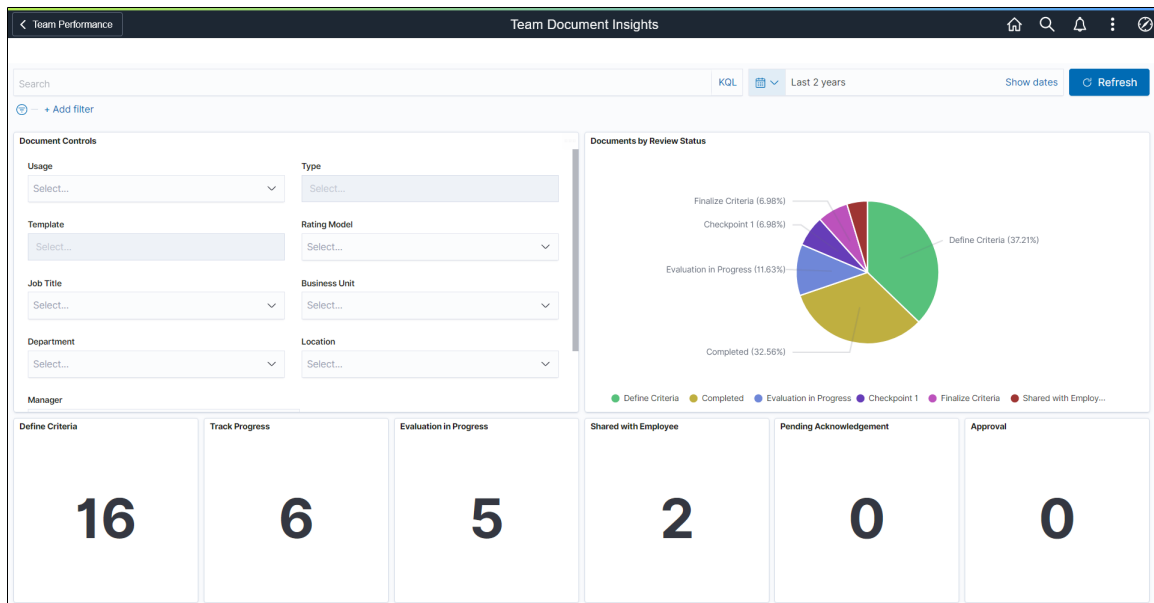 Team Performance
Team Document Insights
Search
KQL
Last 2 years
Show dates
Refresh
+ Add filter
Document Controls
Usage
Type
Select...
Select...
Template
Rating Model
Select...
Select...
Job Title
Business Unit
Select...
Select...
Department
Location
Select...
Select...
Manager
Documents by Review Status
Finalize Criteria (6.98%)
Checkpoint 1 (6.98%)
Define Criteria (37.21%)
Evaluation in Progress (11.63%)
Completed (32.56%)
Define Criteria
Completed
Evaluation in Progress
Checkpoint 1
Finalize Criteria
Shared with Employ...
Define Criteria
16
Track Progress
6
Evaluation in Progress
5
Shared with Employee
2
Pending Acknowledgement
0
Approval
0